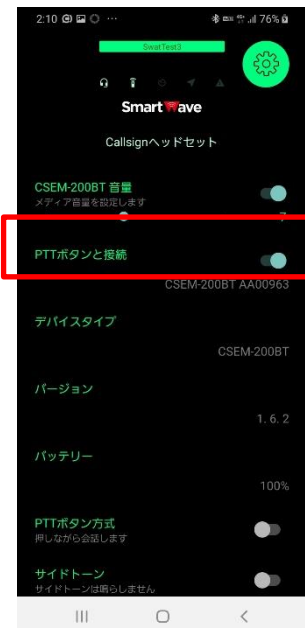 2:10
76%
SwatTest3
SmartWave
Callsignヘッドセット
CSEM-200BT 音量
メディア音量を設定します
7
PTTボタンと接続
CSEM-200BT AA00963
デバイスタイプ
CSEM-200BT
バージョン
1.6.2
バッテリー
100%
PTTボタン方式
押しながら会話します
サイドトーン
サイドトーンは鳴らしません